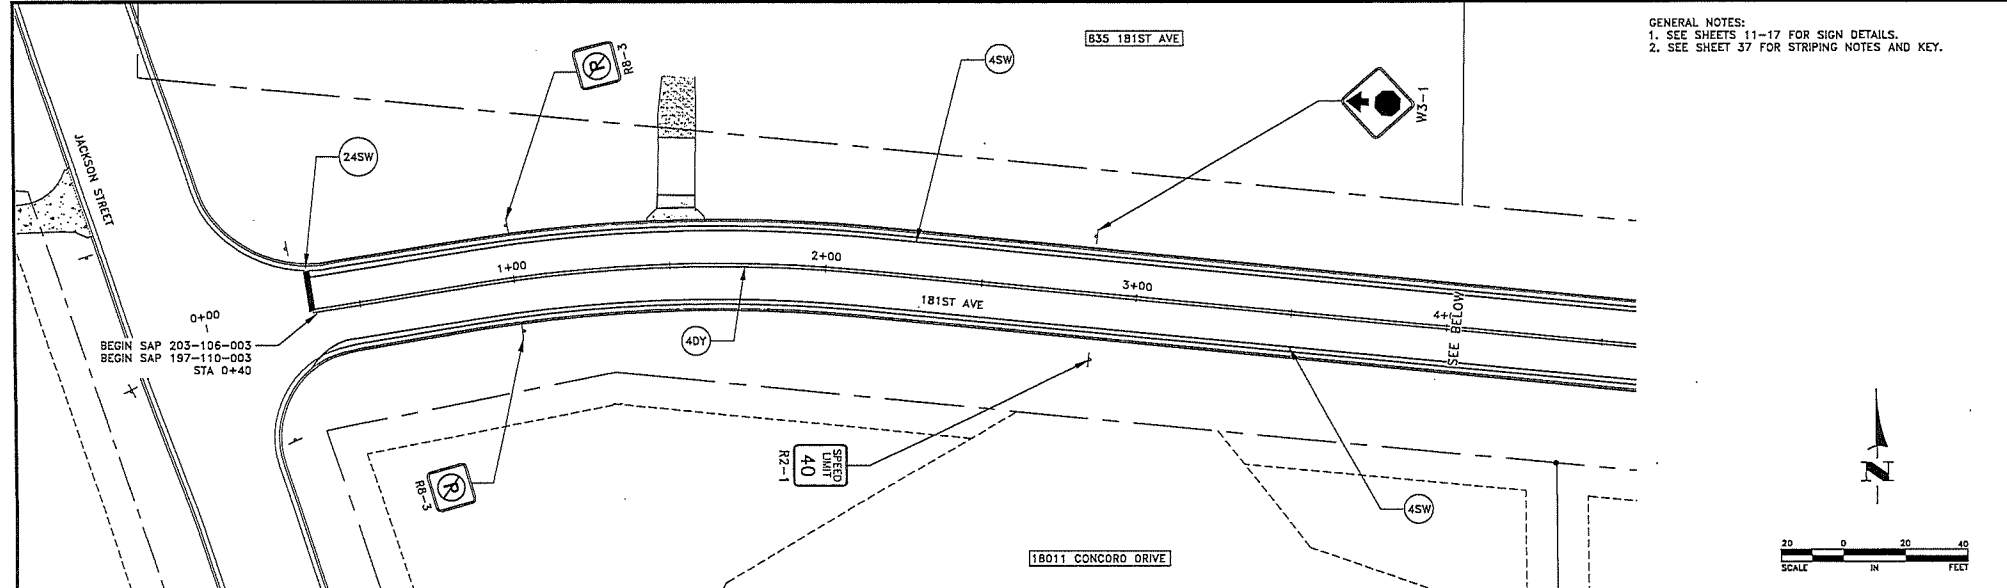 GENERAL NOTES:
1. SEE SHEETS 11-17 FOR SIGN DETAILS.
2. SEE SHEET 37 FOR STRIPING NOTES AND KEY.
835 181ST AVE
4SW
R
R8-3
W3-1
24SW
JACKSON STREET
1+00
2+00
3+00
181ST AVE
SEE BELOW
0+00
BEGIN SAP 203-106-003
BEGIN SAP 197-110-003
STA 0+40
4DY
R
R8-3
SPEED
LIMIT
40
R2-1
4SW
18011 CONCORD DRIVE
N
20 0 20 40
SCALE IN FEET